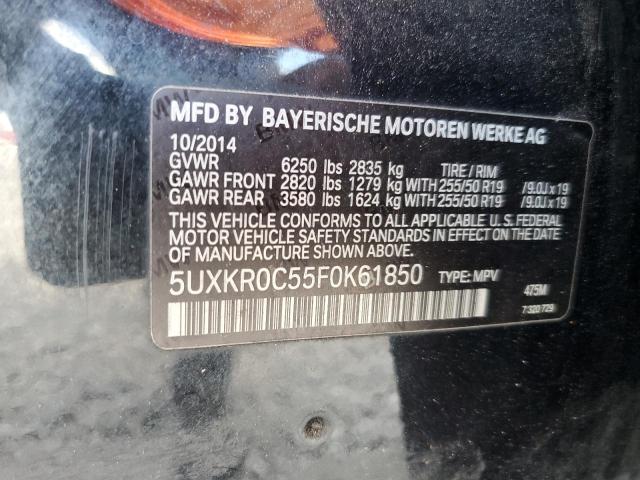 MFD BY BAYERISCHE MOTOREN WERKE AG
10/2014
GVWR 6250 lbs 2835 kg TIRE / RIM
GAWR FRONT 2820 lbs 1279 kg WITH 255/50 R19 /9.0J x 19
GAWR REAR 3580 lbs 1624 kg WITH 255/50 R19 /9.0J x 19
THIS VEHICLE CONFORMS TO ALL APPLICABLE U.S. FEDERAL
MOTOR VEHICLE SAFETY STANDARDS IN EFFECT ON THE DATE
OF MANUFACTURE SHOWN ABOVE.
5UXKR0C55F0K61850 TYPE: MPV 475M
7 320 729